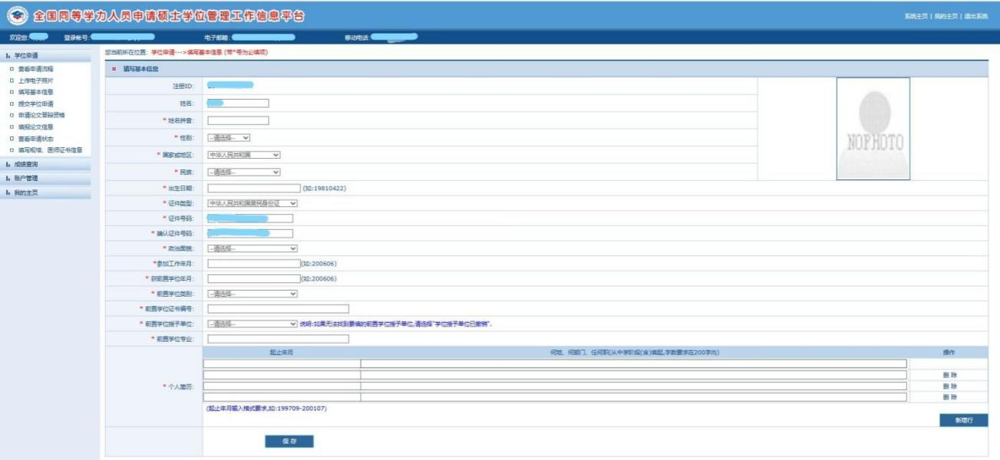 全国同等学力人员申请硕士学位管理工作信息平台
系统主页 | 我的主页 | 退出系统
欢迎您: 登录帐号: 电子邮箱: 移动电话:
学位申请
查看申请流程
上传电子照片
填写基本信息
提交学位申请
申请论文答辩资格
填报论文信息
查看申请状态
填写规培、医师证书信息
成绩查询
账户管理
我的主页
您当前所在位置: 学位申请--->填写基本信息 (带*号为必填项)
填写基本信息
注册ID:
姓名:
* 姓名拼音:
* 性别: --请选择--
* 国家或地区: 中华人民共和国
* 民族: --请选择--
NOPHOTO
* 出生日期: (如:19810422)
* 证件类型: 中华人民共和国居民身份证
* 证件号码:
* 确认证件号码:
* 政治面貌: --请选择--
*参加工作年月: (如:200606)
* 获前置学位年月: (如:200606)
* 前置学位类别: --请选择--
* 前置学位证书编号:
* 前置学位授予单位: --请选择-- 说明:如果无法找到要填的前置学位授予单位,请选择"学位授予单位已撤销".
* 前置学位专业:
起止年月 何地、何部门、任何职(从中学阶段(含)填起,字数要求在200字内) 操作
* 个人简历:
删 除
删 除
删 除
(起止年月输入格式要求,如:199709-200107)
新增行
保 存